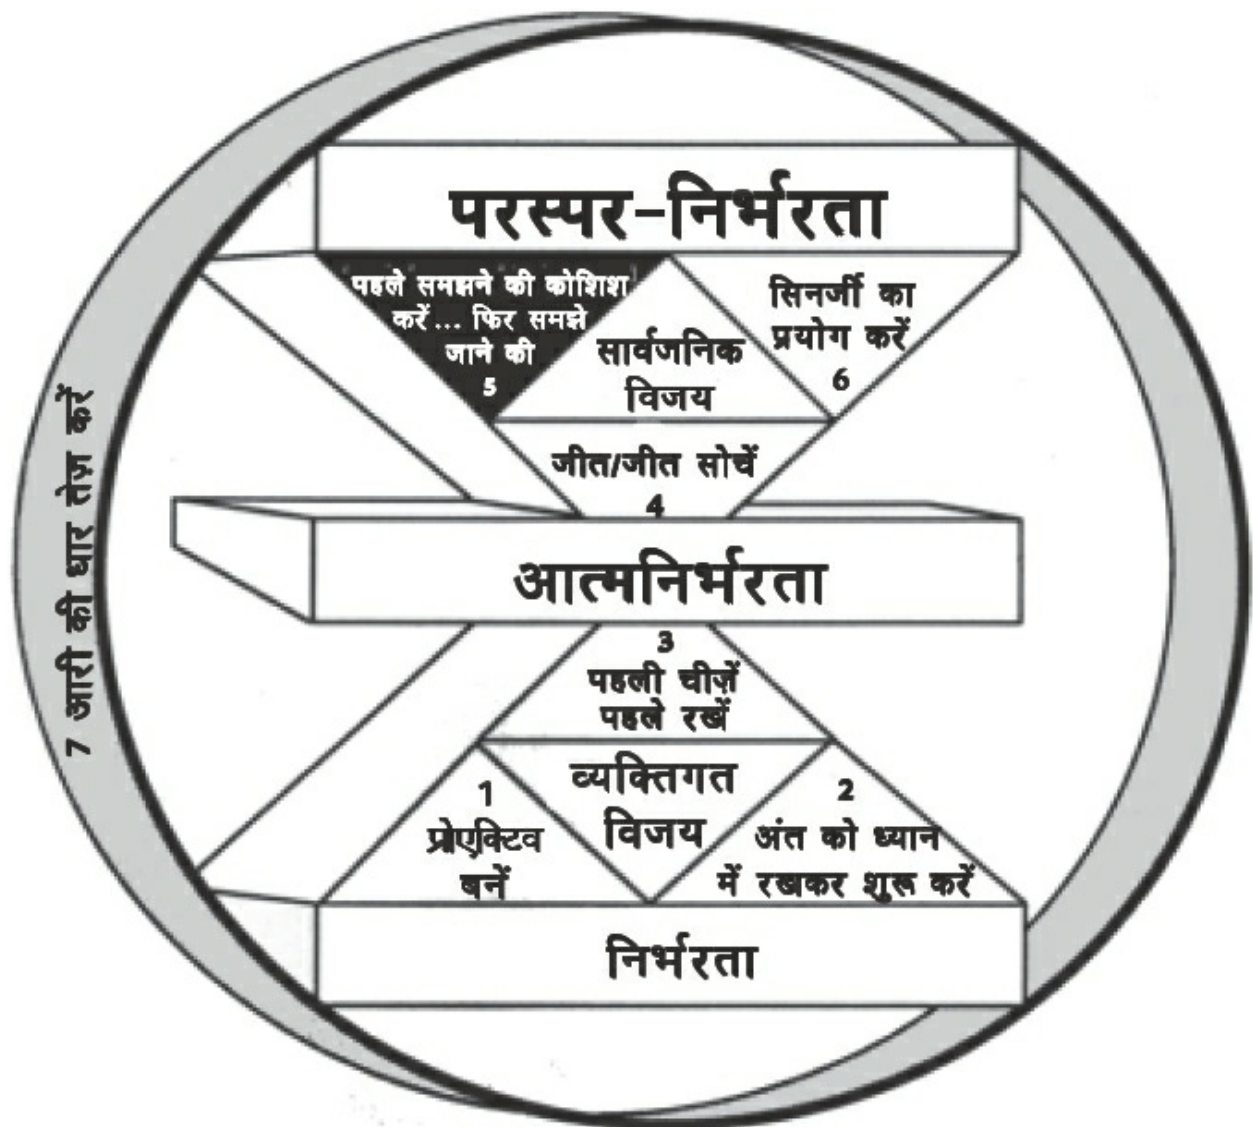 परस्पर-निर्भरता
पहले समझने की कोशिश
करें... फिर समझे
जाने की
5
सार्वजनिक
विजय
सिनर्जी का
प्रयोग करें
6
जीत/जीत सोचें
4
7 आरी की धार तेज़ करें
आत्मनिर्भरता
3
पहली चीज़ें
पहले रखें
1
प्रोएक्टिव
बनें
व्यक्तिगत
विजय
2
अंत को ध्यान
में रखकर शुरू करें
निर्भरता